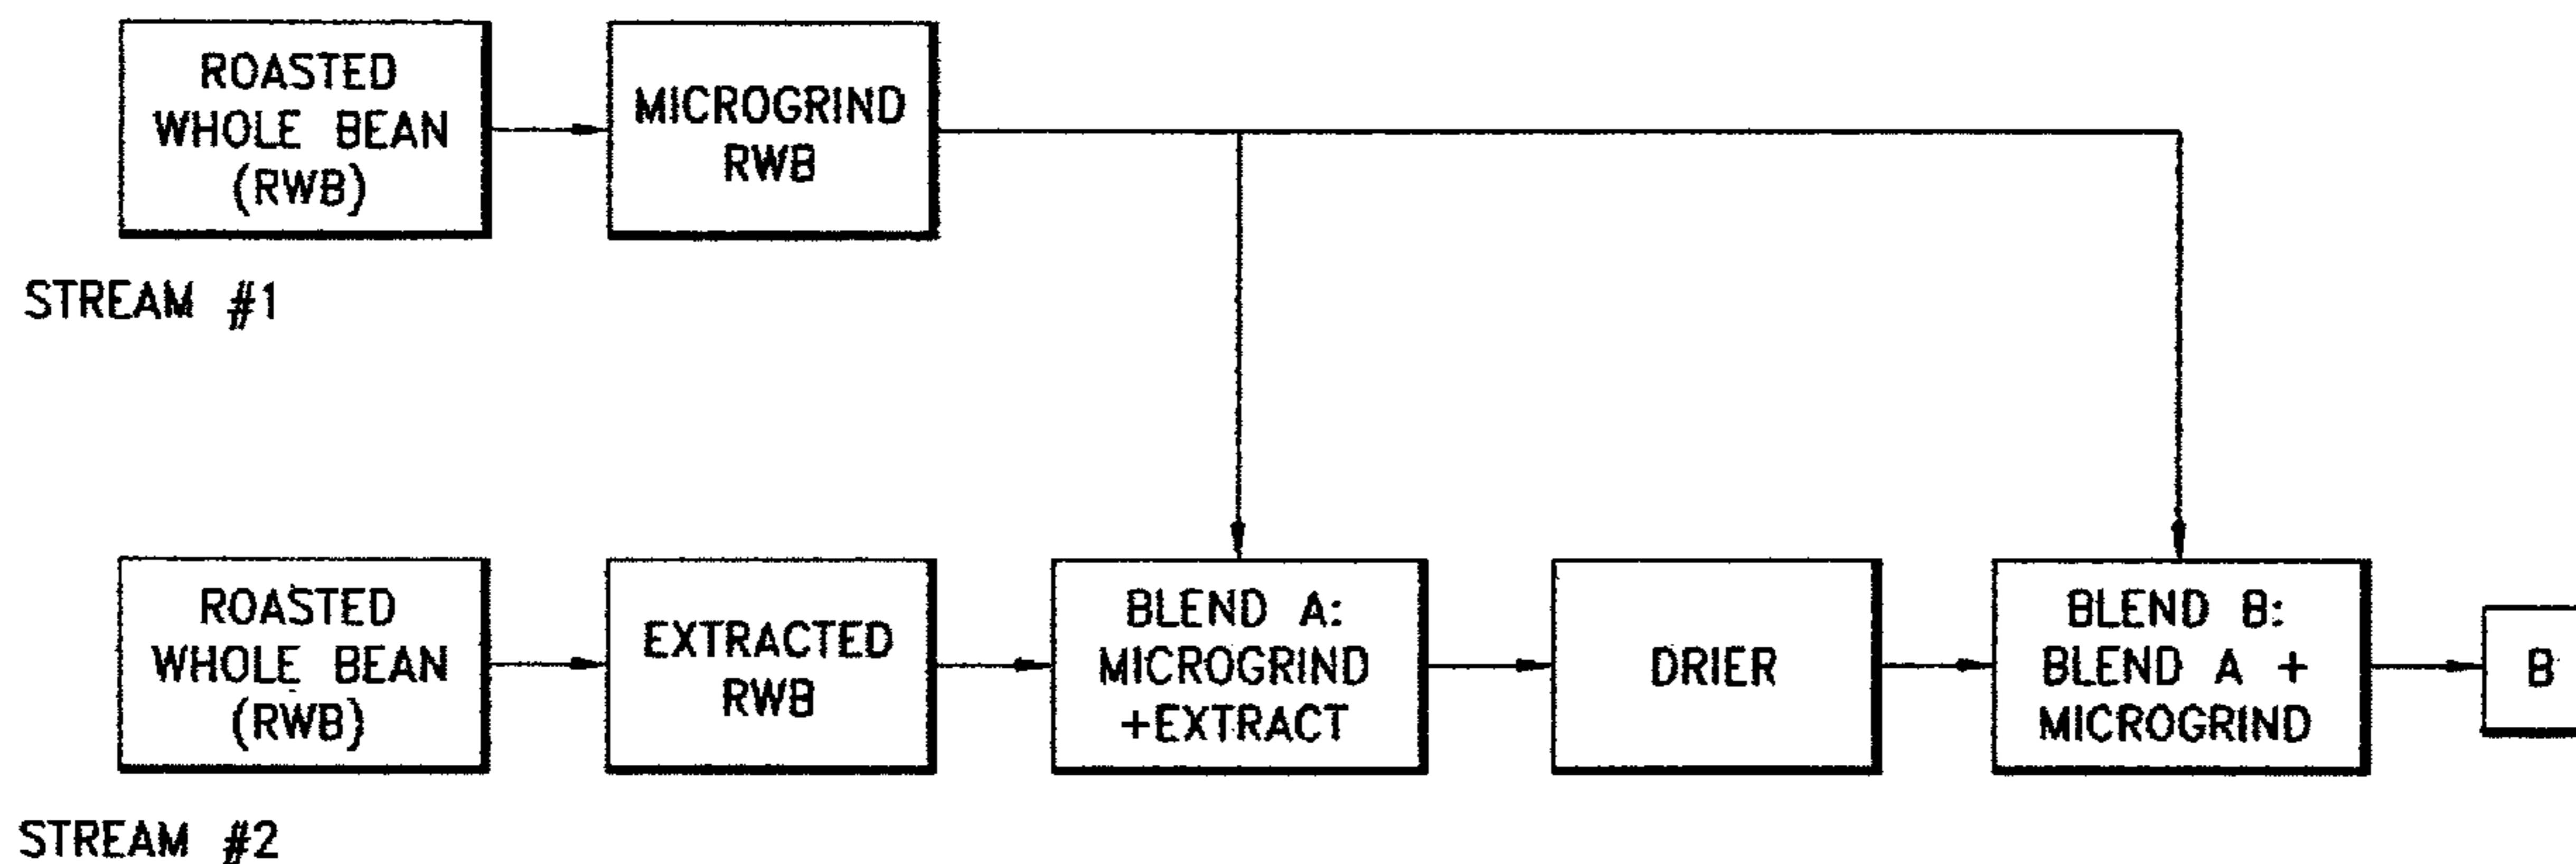 ROASTED
WHOLE BEAN
(RWB)
MICROGRIND
RWB
STREAM #1
ROASTED
WHOLE BEAN
(RWB)
EXTRACTED
RWB
BLEND A:
MICROGRIND
+EXTRACT
DRIER
BLEND B:
BLEND A +
MICROGRIND
B
STREAM #2